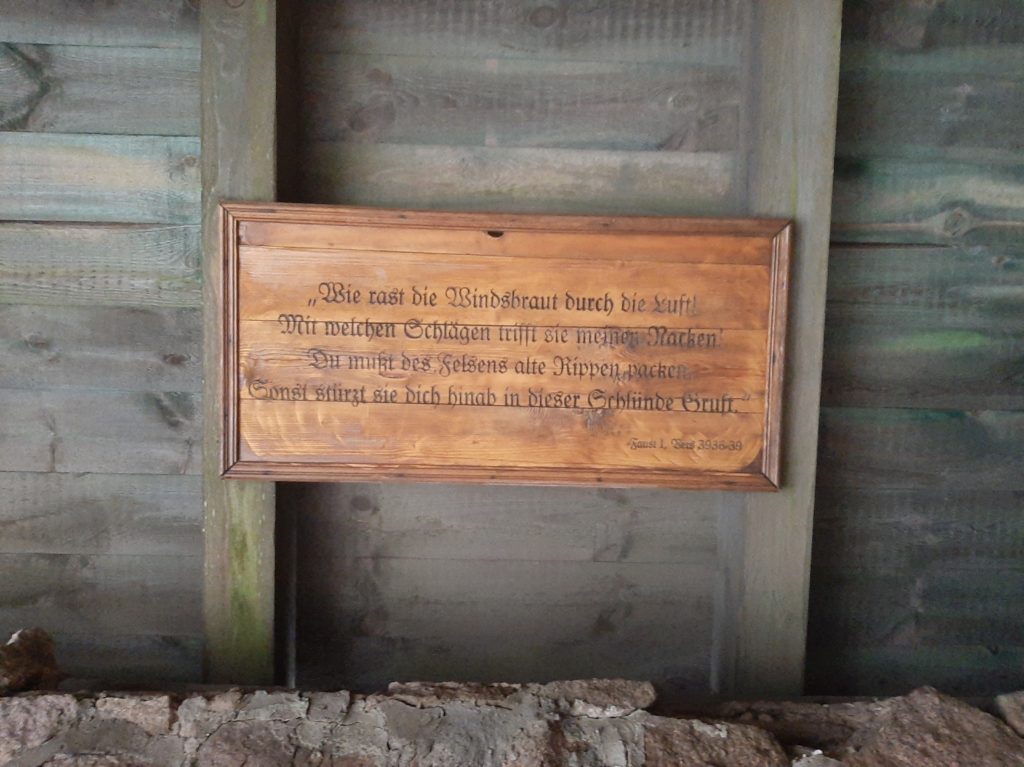 „Wie rast die Windsbraut durch die Luft!
Mit welchen Schlägen trifft sie meinen Nacken!
Du mußt des Felsens alte Rippen packen,
Sonst stürzt sie dich hinab in dieser Schlünde Gruft.“
Faust I, Vers 3936-39